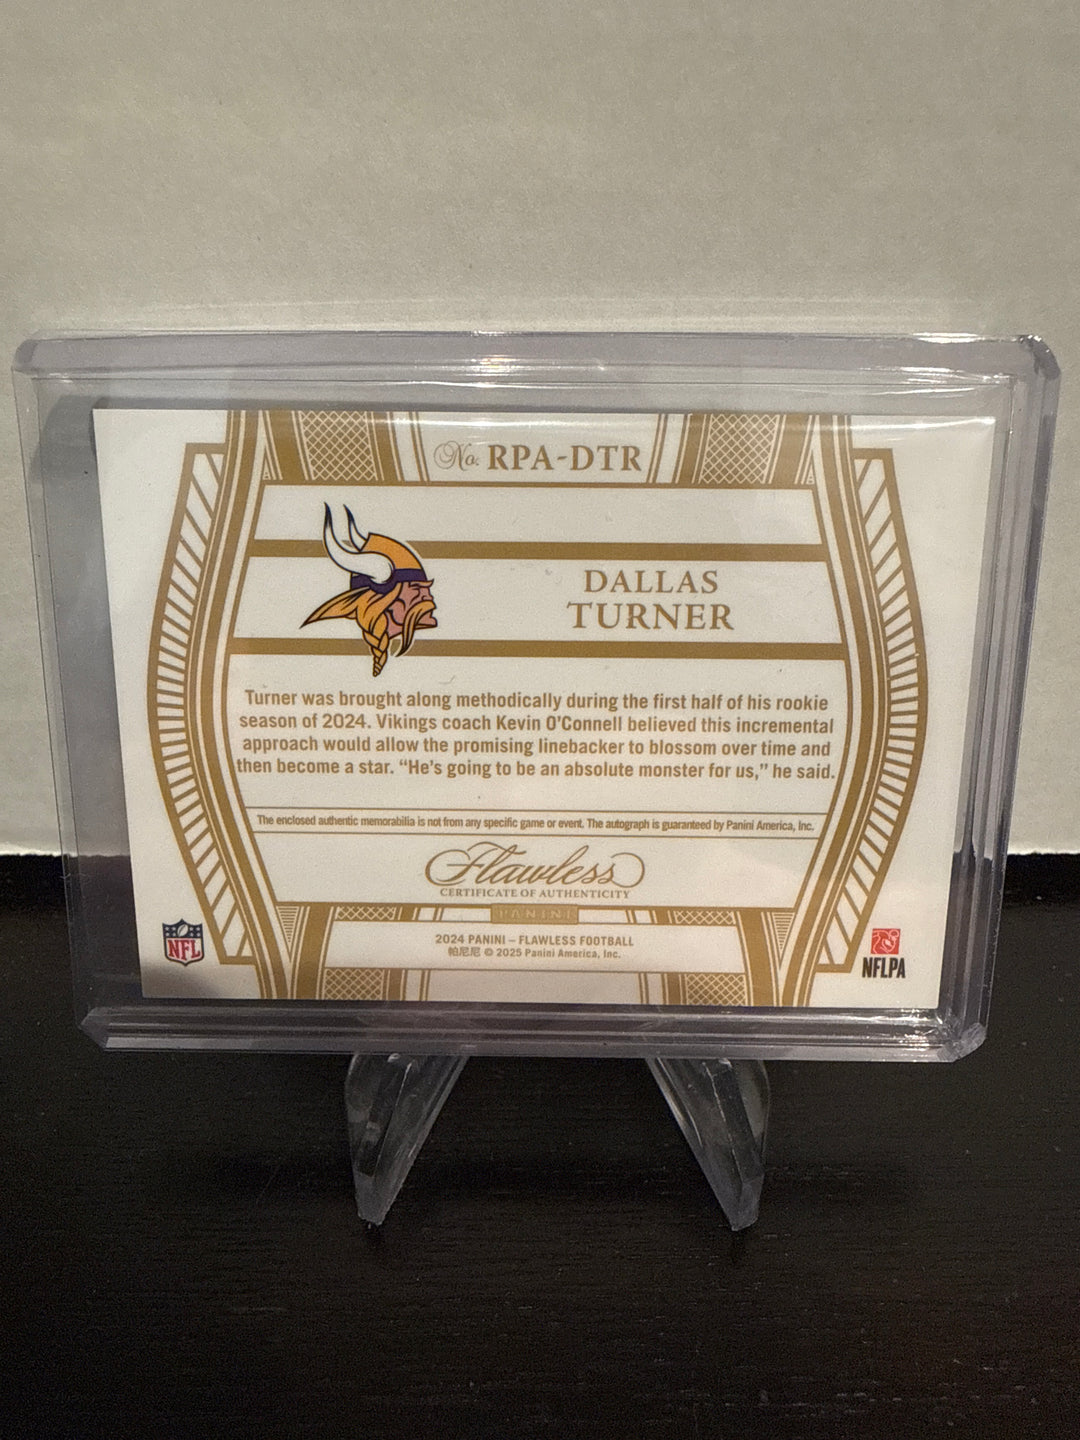 No. RPA-DTR
DALLAS
TURNER
Turner was brought along methodically during the first half of his rookie
season of 2024. Vikings coach Kevin O'Connell believed this incremental
approach would allow the promising linebacker to blossom over time and
then become a star. “He's going to be an absolute monster for us,” he said.
The enclosed authentic memorabilia is not from any specific game or event. The autograph is guaranteed by Panini America, Inc.
Flawless
CERTIFICATE OF AUTHENTICITY
PANINI
2024 PANINI – FLAWLESS FOOTBALL
帕尼尼 © 2025 Panini America, Inc.
NFL
NFLPA